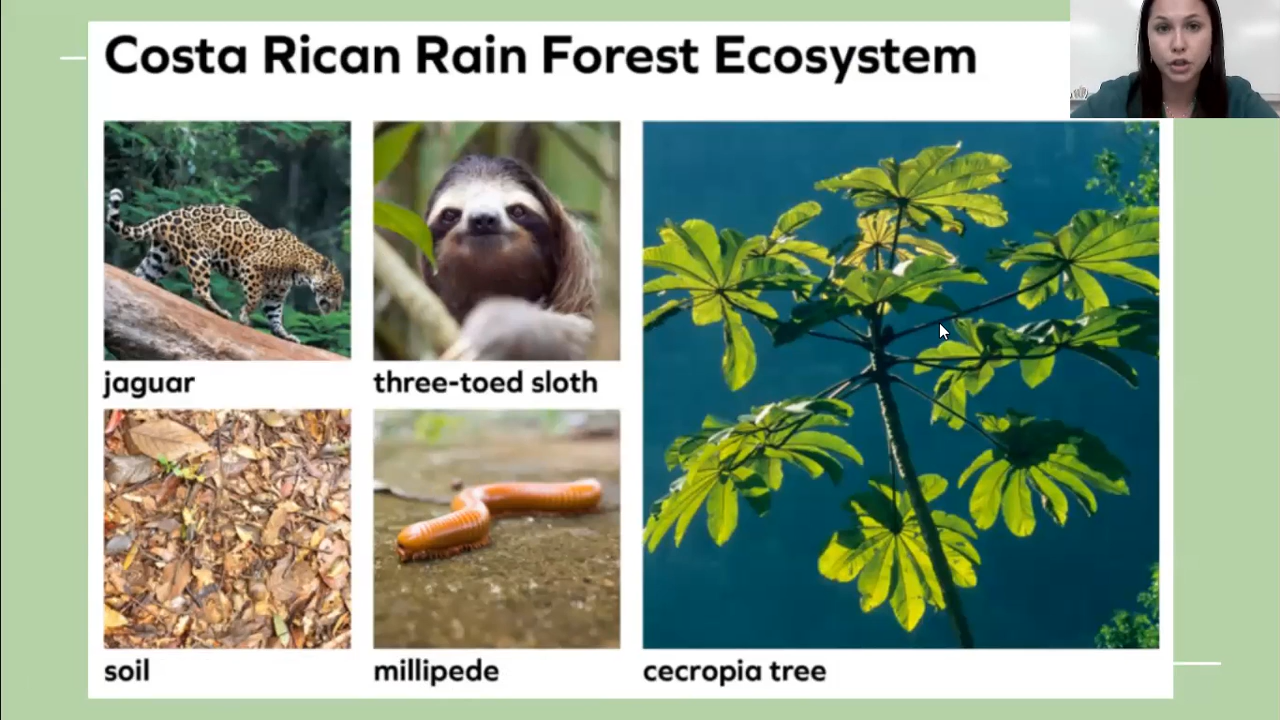 Costa Rican Rain Forest Ecosystem
jaguar
three-toed sloth
soil
millipede
cecropia tree